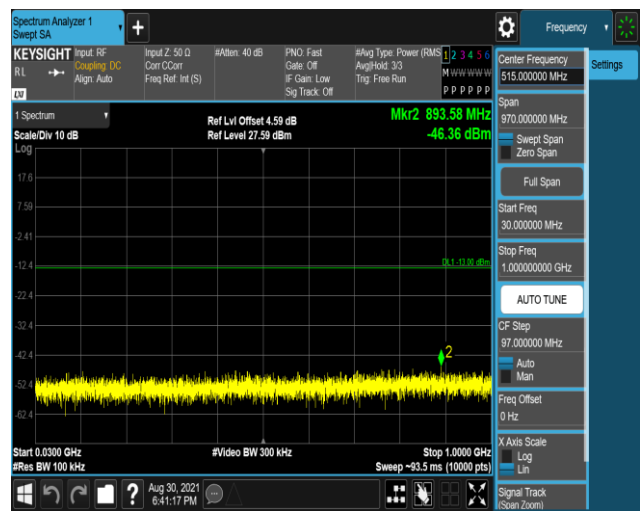 Spectrum Analyzer 1
Swept SA
+
Frequency
KEYSIGHT
RL
LXI
Input: RF
Coupling: DC
Align: Auto
Input Z: 50 Ω
Corr CCorr
Freq Ref: Int (S)
#Atten: 40 dB
PNO: Fast
Gate: Off
IF Gain: Low
Sig Track: Off
#Avg Type: Power (RMS
Avg|Hold: 3/3
Trig: Free Run
1 2 3 4 5 6
M W W W W W
P P P P P P
1 Spectrum
Scale/Div 10 dB
Ref Lvl Offset 4.59 dB
Ref Level 27.59 dBm
Mkr2 893.58 MHz
-46.36 dBm
Log
17.6
7.59
-2.41
-12.4
DL1 -13.00 dBm
-22.4
-32.4
-42.4
2
-52.4
-62.4
Start 0.0300 GHz
#Video BW 300 kHz
Stop 1.0000 GHz
#Res BW 100 kHz
Sweep ~93.5 ms (10000 pts)
?
Aug 30, 2021
6:41:17 PM
Center Frequency
515.000000 MHz
Settings
Span
970.000000 MHz
Swept Span
Zero Span
Full Span
Start Freq
30.000000 MHz
Stop Freq
1.000000000 GHz
AUTO TUNE
CF Step
97.000000 MHz
Auto
Man
Freq Offset
0 Hz
X Axis Scale
Log
Lin
Signal Track
(Span Zoom)